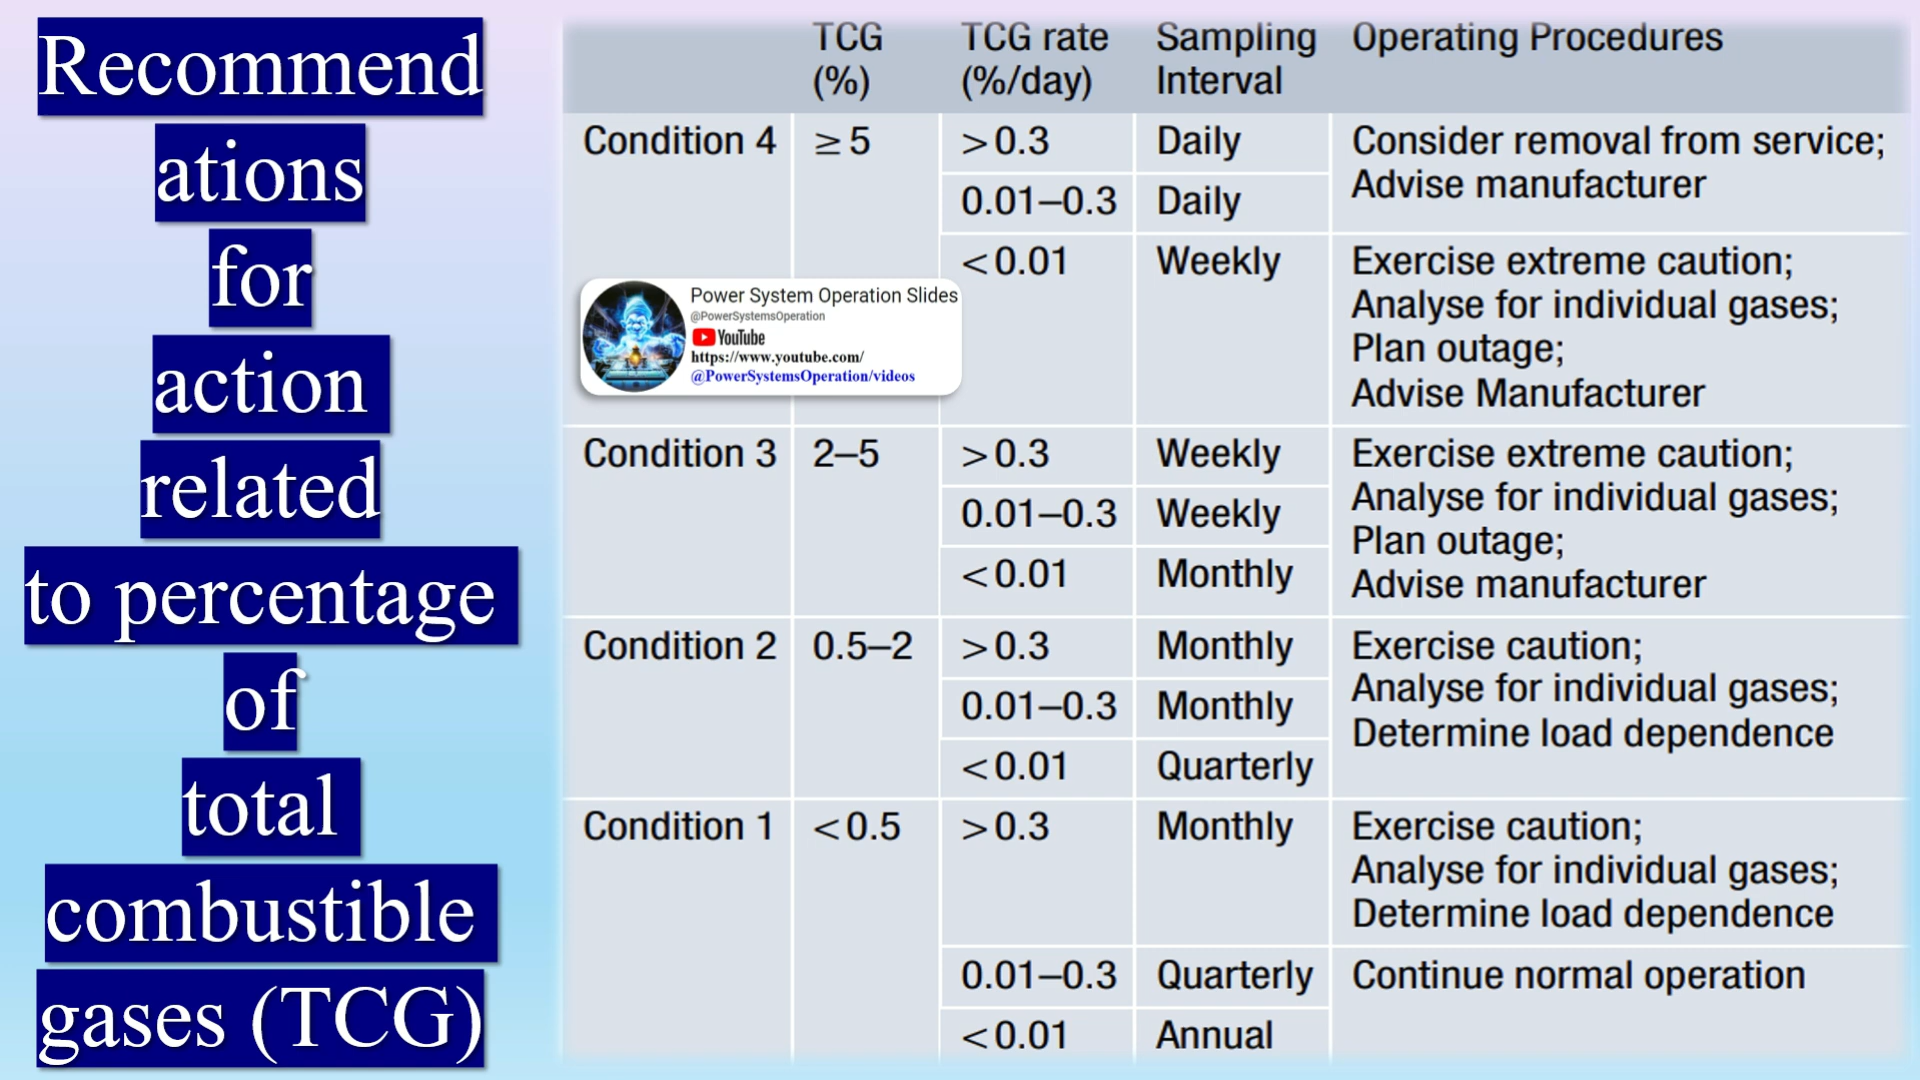 Recommend
ations
for
action
related
to percentage
of
total
combustible
gases (TCG)
TCG (%) TCG rate (%/day) Sampling Interval Operating Procedures
Condition 4 ≥ 5 > 0.3 Daily Consider removal from service;
Advise manufacturer
0.01–0.3 Daily
< 0.01 Weekly Exercise extreme caution;
Analyse for individual gases;
Plan outage;
Advise Manufacturer
Power System Operation Slides
@PowerSystemsOperation
YouTube
https://www.youtube.com/
@PowerSystemsOperation/videos
Condition 3 2–5 > 0.3 Weekly Exercise extreme caution;
Analyse for individual gases;
0.01–0.3 Weekly
Plan outage;
< 0.01 Monthly Advise manufacturer
Condition 2 0.5–2 > 0.3 Monthly Exercise caution;
Analyse for individual gases;
0.01–0.3 Monthly
Determine load dependence
< 0.01 Quarterly
Condition 1 < 0.5 > 0.3 Monthly Exercise caution;
Analyse for individual gases;
Determine load dependence
0.01–0.3 Quarterly Continue normal operation
< 0.01 Annual